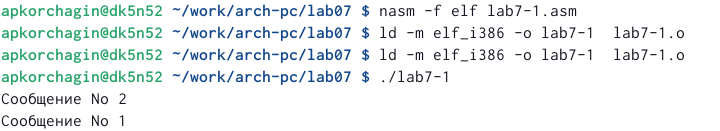 apkorchagin@dk5n52 ~/work/arch-pc/lab07 $ nasm -f elf lab7-1.asm
apkorchagin@dk5n52 ~/work/arch-pc/lab07 $ ld -m elf_i386 -o lab7-1  lab7-1.o
apkorchagin@dk5n52 ~/work/arch-pc/lab07 $ ld -m elf_i386 -o lab7-1  lab7-1.o
apkorchagin@dk5n52 ~/work/arch-pc/lab07 $ ./lab7-1
Сообщение No 2
Сообщение No 1